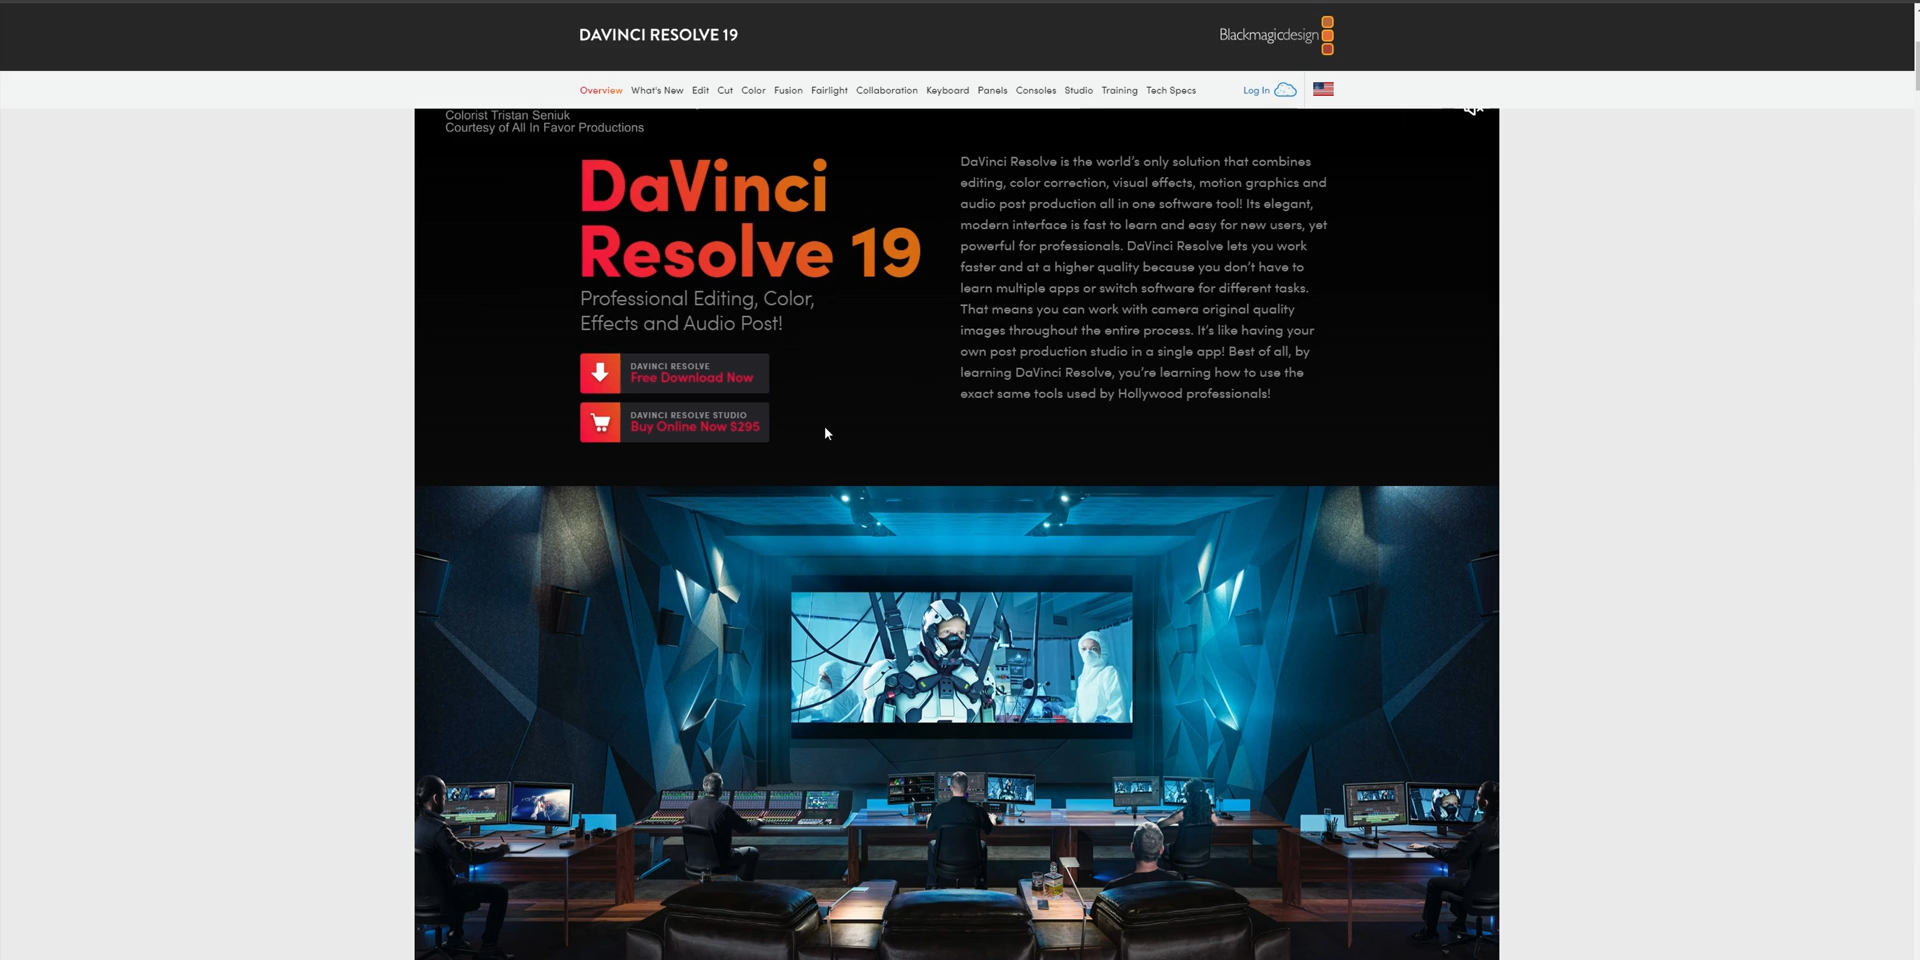 DAVINCI RESOLVE 19
Blackmagicdesign
Overview What's New Edit Cut Color Fusion Fairlight Collaboration Keyboard Panels Consoles Studio Training Tech Specs Log In
Colorist Tristan Seniuk
Courtesy of All In Favor Productions
DaVinci
Resolve 19
Professional Editing, Color,
Effects and Audio Post!
DAVINCI RESOLVE
Free Download Now
DAVINCI RESOLVE STUDIO
Buy Online Now $295
DaVinci Resolve is the world’s only solution that combines
editing, color correction, visual effects, motion graphics and
audio post production all in one software tool! Its elegant,
modern interface is fast to learn and easy for new users, yet
powerful for professionals. DaVinci Resolve lets you work
faster and at a higher quality because you don’t have to
learn multiple apps or switch software for different tasks.
That means you can work with camera original quality
images throughout the entire process. It’s like having your
own post production studio in a single app! Best of all, by
learning DaVinci Resolve, you’re learning how to use the
exact same tools used by Hollywood professionals!